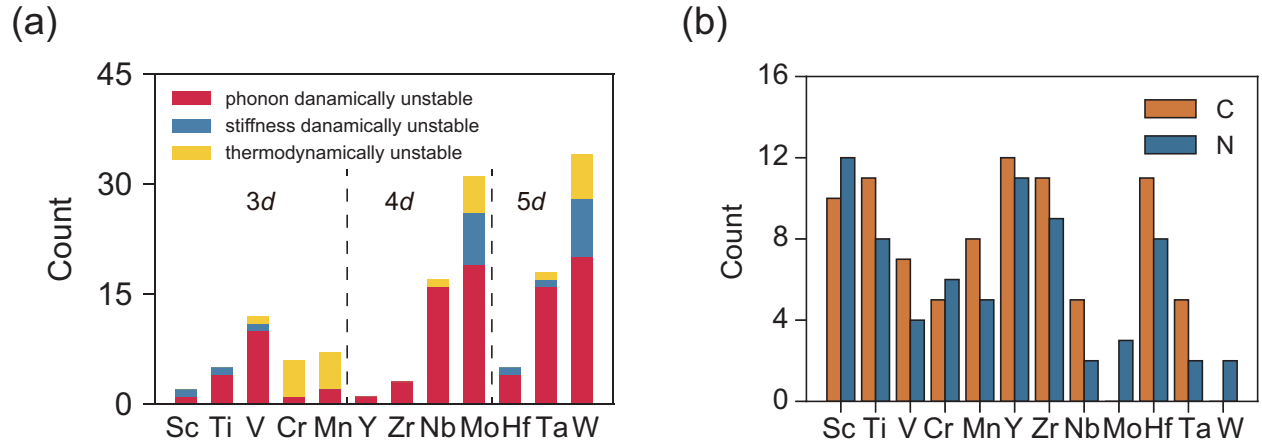 (a)
45
30
15
0
Count
phonon danamically unstable
stiffness danamically unstable
thermodynamically unstable
3d
4d
5d
Sc Ti V Cr Mn Y Zr Nb Mo Hf Ta W
(b)
16
12
8
4
0
Count
C
N
Sc Ti V Cr Mn Y Zr Nb Mo Hf Ta W